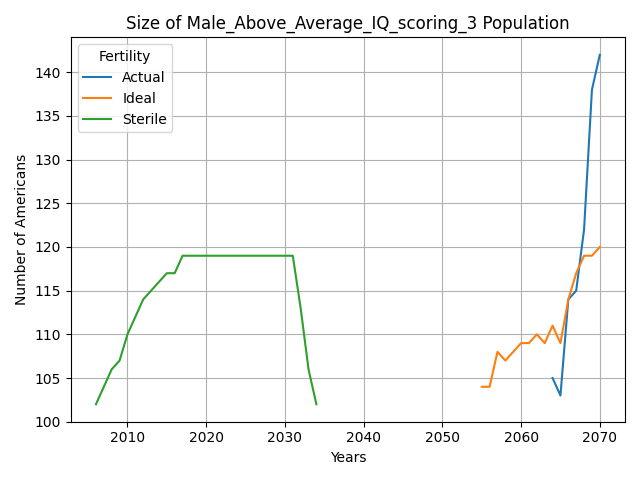 Size of Male_Above_Average_IQ_scoring_3 Population
Fertility
Actual
Ideal
Sterile
Number of Americans
140
135
130
125
120
115
110
105
100
2010 2020 2030 2040 2050 2060 2070
Years